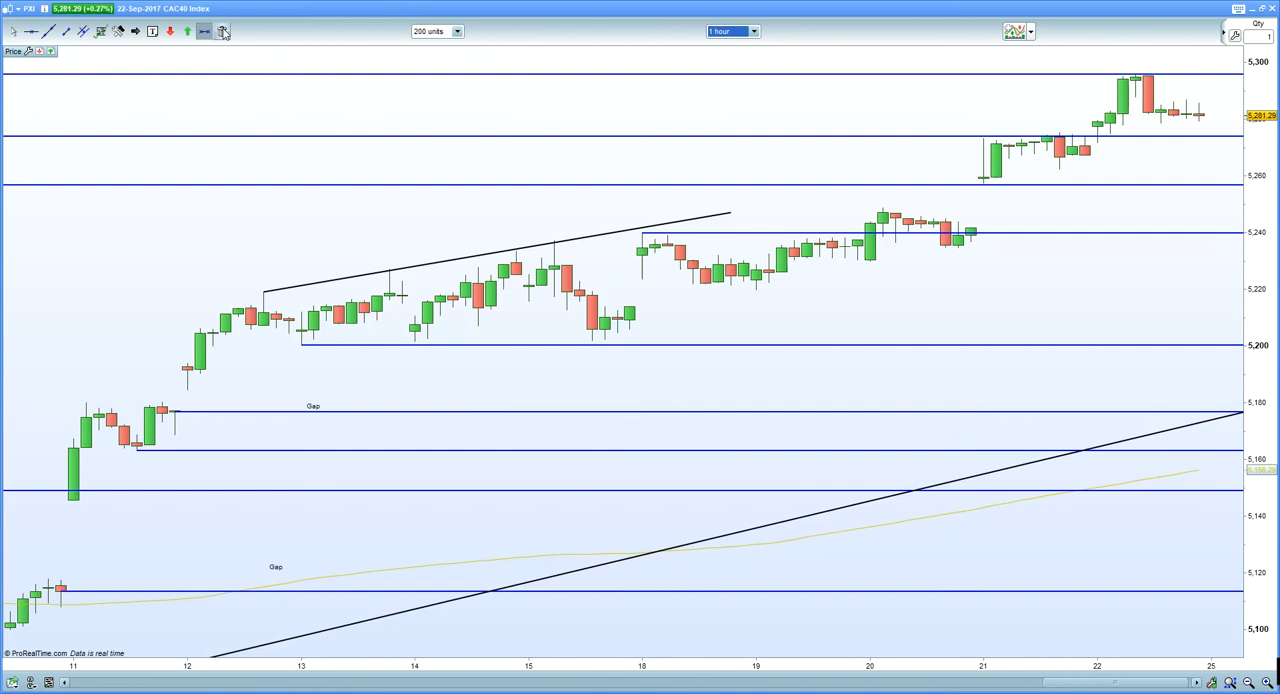 PXI 5,281.29 (+0.27%) 22-Sep-2017 CAC40 Index
200 units
1 hour
Qty
1
Price
5,300
5,281.29
5,260
5,240
5,220
5,200
Gap
5,180
5,160
5,140
Gap
5,120
5,100
© ProRealTime.com Data is real time
11 12 13 14 15 18 19 20 21 22 25